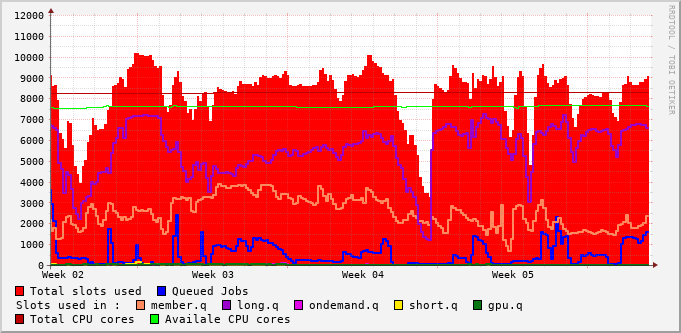 12000
11000
10000
9000
8000
7000
6000
5000
4000
3000
2000
1000
0
Week 02 Week 03 Week 04 Week 05
Total slots used Queued Jobs
Slots used in : member.q long.q ondemand.q short.q gpu.q
Total CPU cores Availale CPU cores
RRDTOOL / TOBI OETIKER